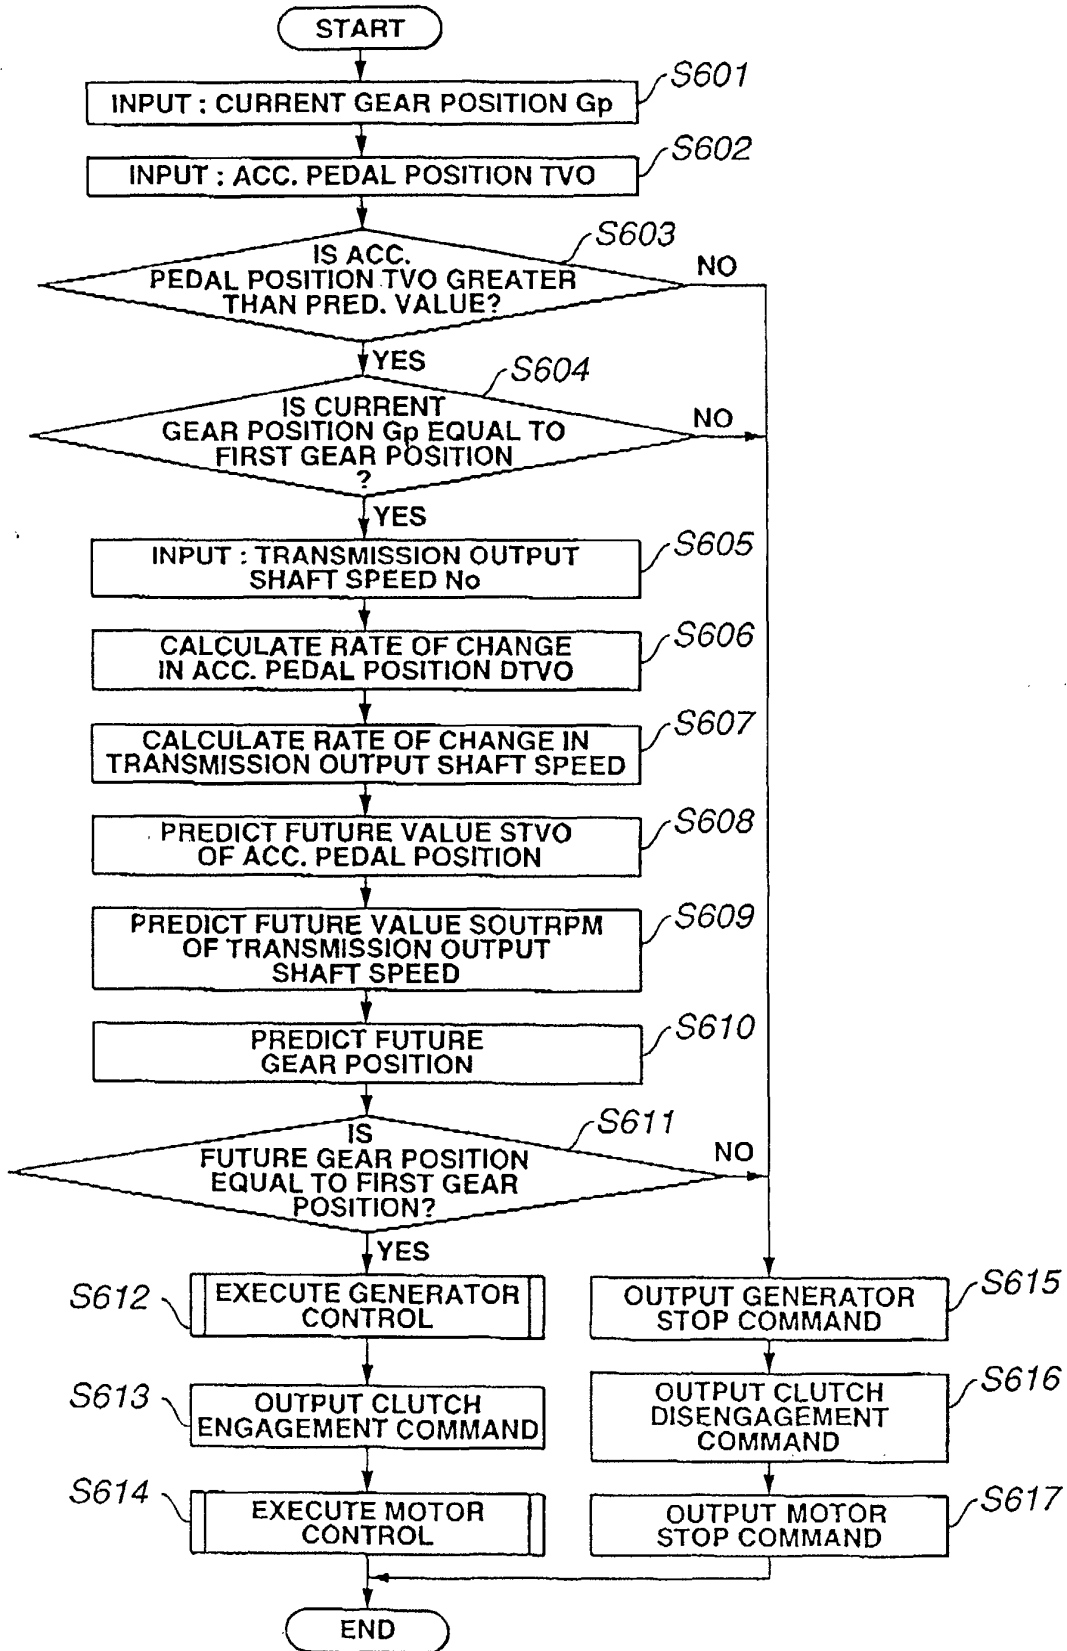 START
S601
INPUT : CURRENT GEAR POSITION Gp
S602
INPUT : ACC. PEDAL POSITION TVO
S603
IS ACC.
PEDAL POSITION TVO GREATER
THAN PRED. VALUE?
NO
YES
S604
IS CURRENT
GEAR POSITION Gp EQUAL TO
FIRST GEAR POSITION
?
NO
YES
S605
INPUT : TRANSMISSION OUTPUT
SHAFT SPEED No
S606
CALCULATE RATE OF CHANGE
IN ACC. PEDAL POSITION DTVO
S607
CALCULATE RATE OF CHANGE IN
TRANSMISSION OUTPUT SHAFT SPEED
S608
PREDICT FUTURE VALUE STVO
OF ACC. PEDAL POSITION
S609
PREDICT FUTURE VALUE SOUTRPM
OF TRANSMISSION OUTPUT
SHAFT SPEED
S610
PREDICT FUTURE
GEAR POSITION
S611
IS
FUTURE GEAR POSITION
EQUAL TO FIRST GEAR
POSITION?
NO
YES
S612
EXECUTE GENERATOR
CONTROL
S613
OUTPUT CLUTCH
ENGAGEMENT COMMAND
S614
EXECUTE MOTOR
CONTROL
S615
OUTPUT GENERATOR
STOP COMMAND
S616
OUTPUT CLUTCH
DISENGAGEMENT
COMMAND
S617
OUTPUT MOTOR
STOP COMMAND
END